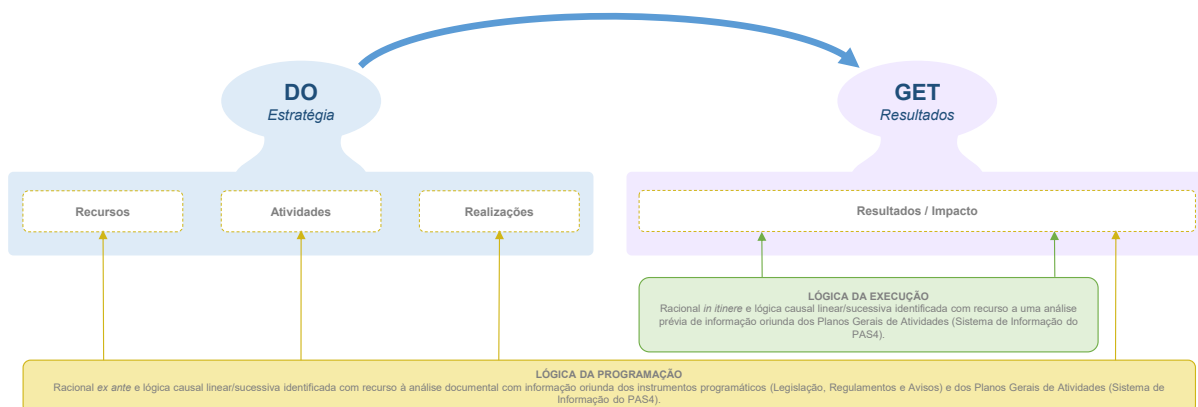 DO
Estratégia
GET
Resultados
Recursos
Atividades
Realizações
Resultados / Impacto
LÓGICA DA EXECUÇÃO
Racional in itinere e lógica causal linear/sucessiva identificada com recurso a uma análise
prévia de informação oriunda dos Planos Gerais de Atividades (Sistema de Informação do
PAS4).
LÓGICA DA PROGRAMAÇÃO
Racional ex ante e lógica causal linear/sucessiva identificada com recurso à análise documental com informação oriunda dos instrumentos programáticos (Legislação, Regulamentos e Avisos) e dos Planos Gerais de Atividades (Sistema de
Informação do PAS4).